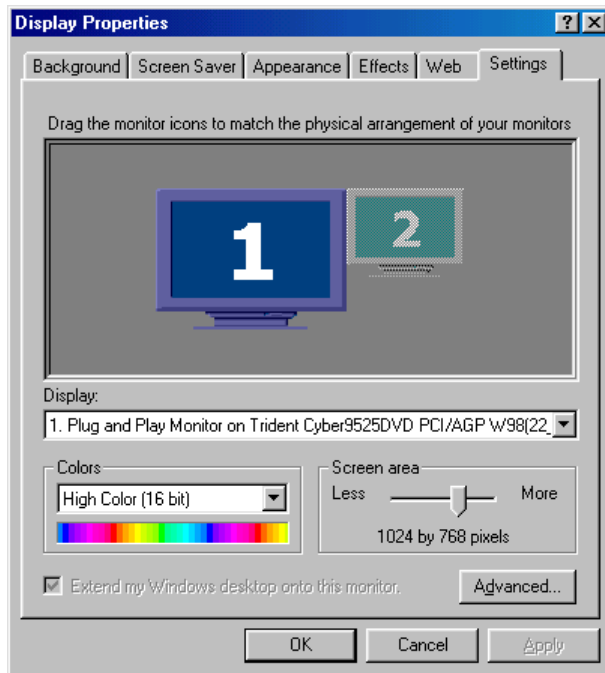 Display Properties
Background Screen Saver Appearance Effects Web Settings
Drag the monitor icons to match the physical arrangement of your monitors
1 2
Display:
1. Plug and Play Monitor on Trident Cyber9525DVD PCI/AGP W98(22_
Colors Screen area
High Color (16 bit) Less More
1024 by 768 pixels
Extend my Windows desktop onto this monitor.
Advanced...
OK Cancel Apply